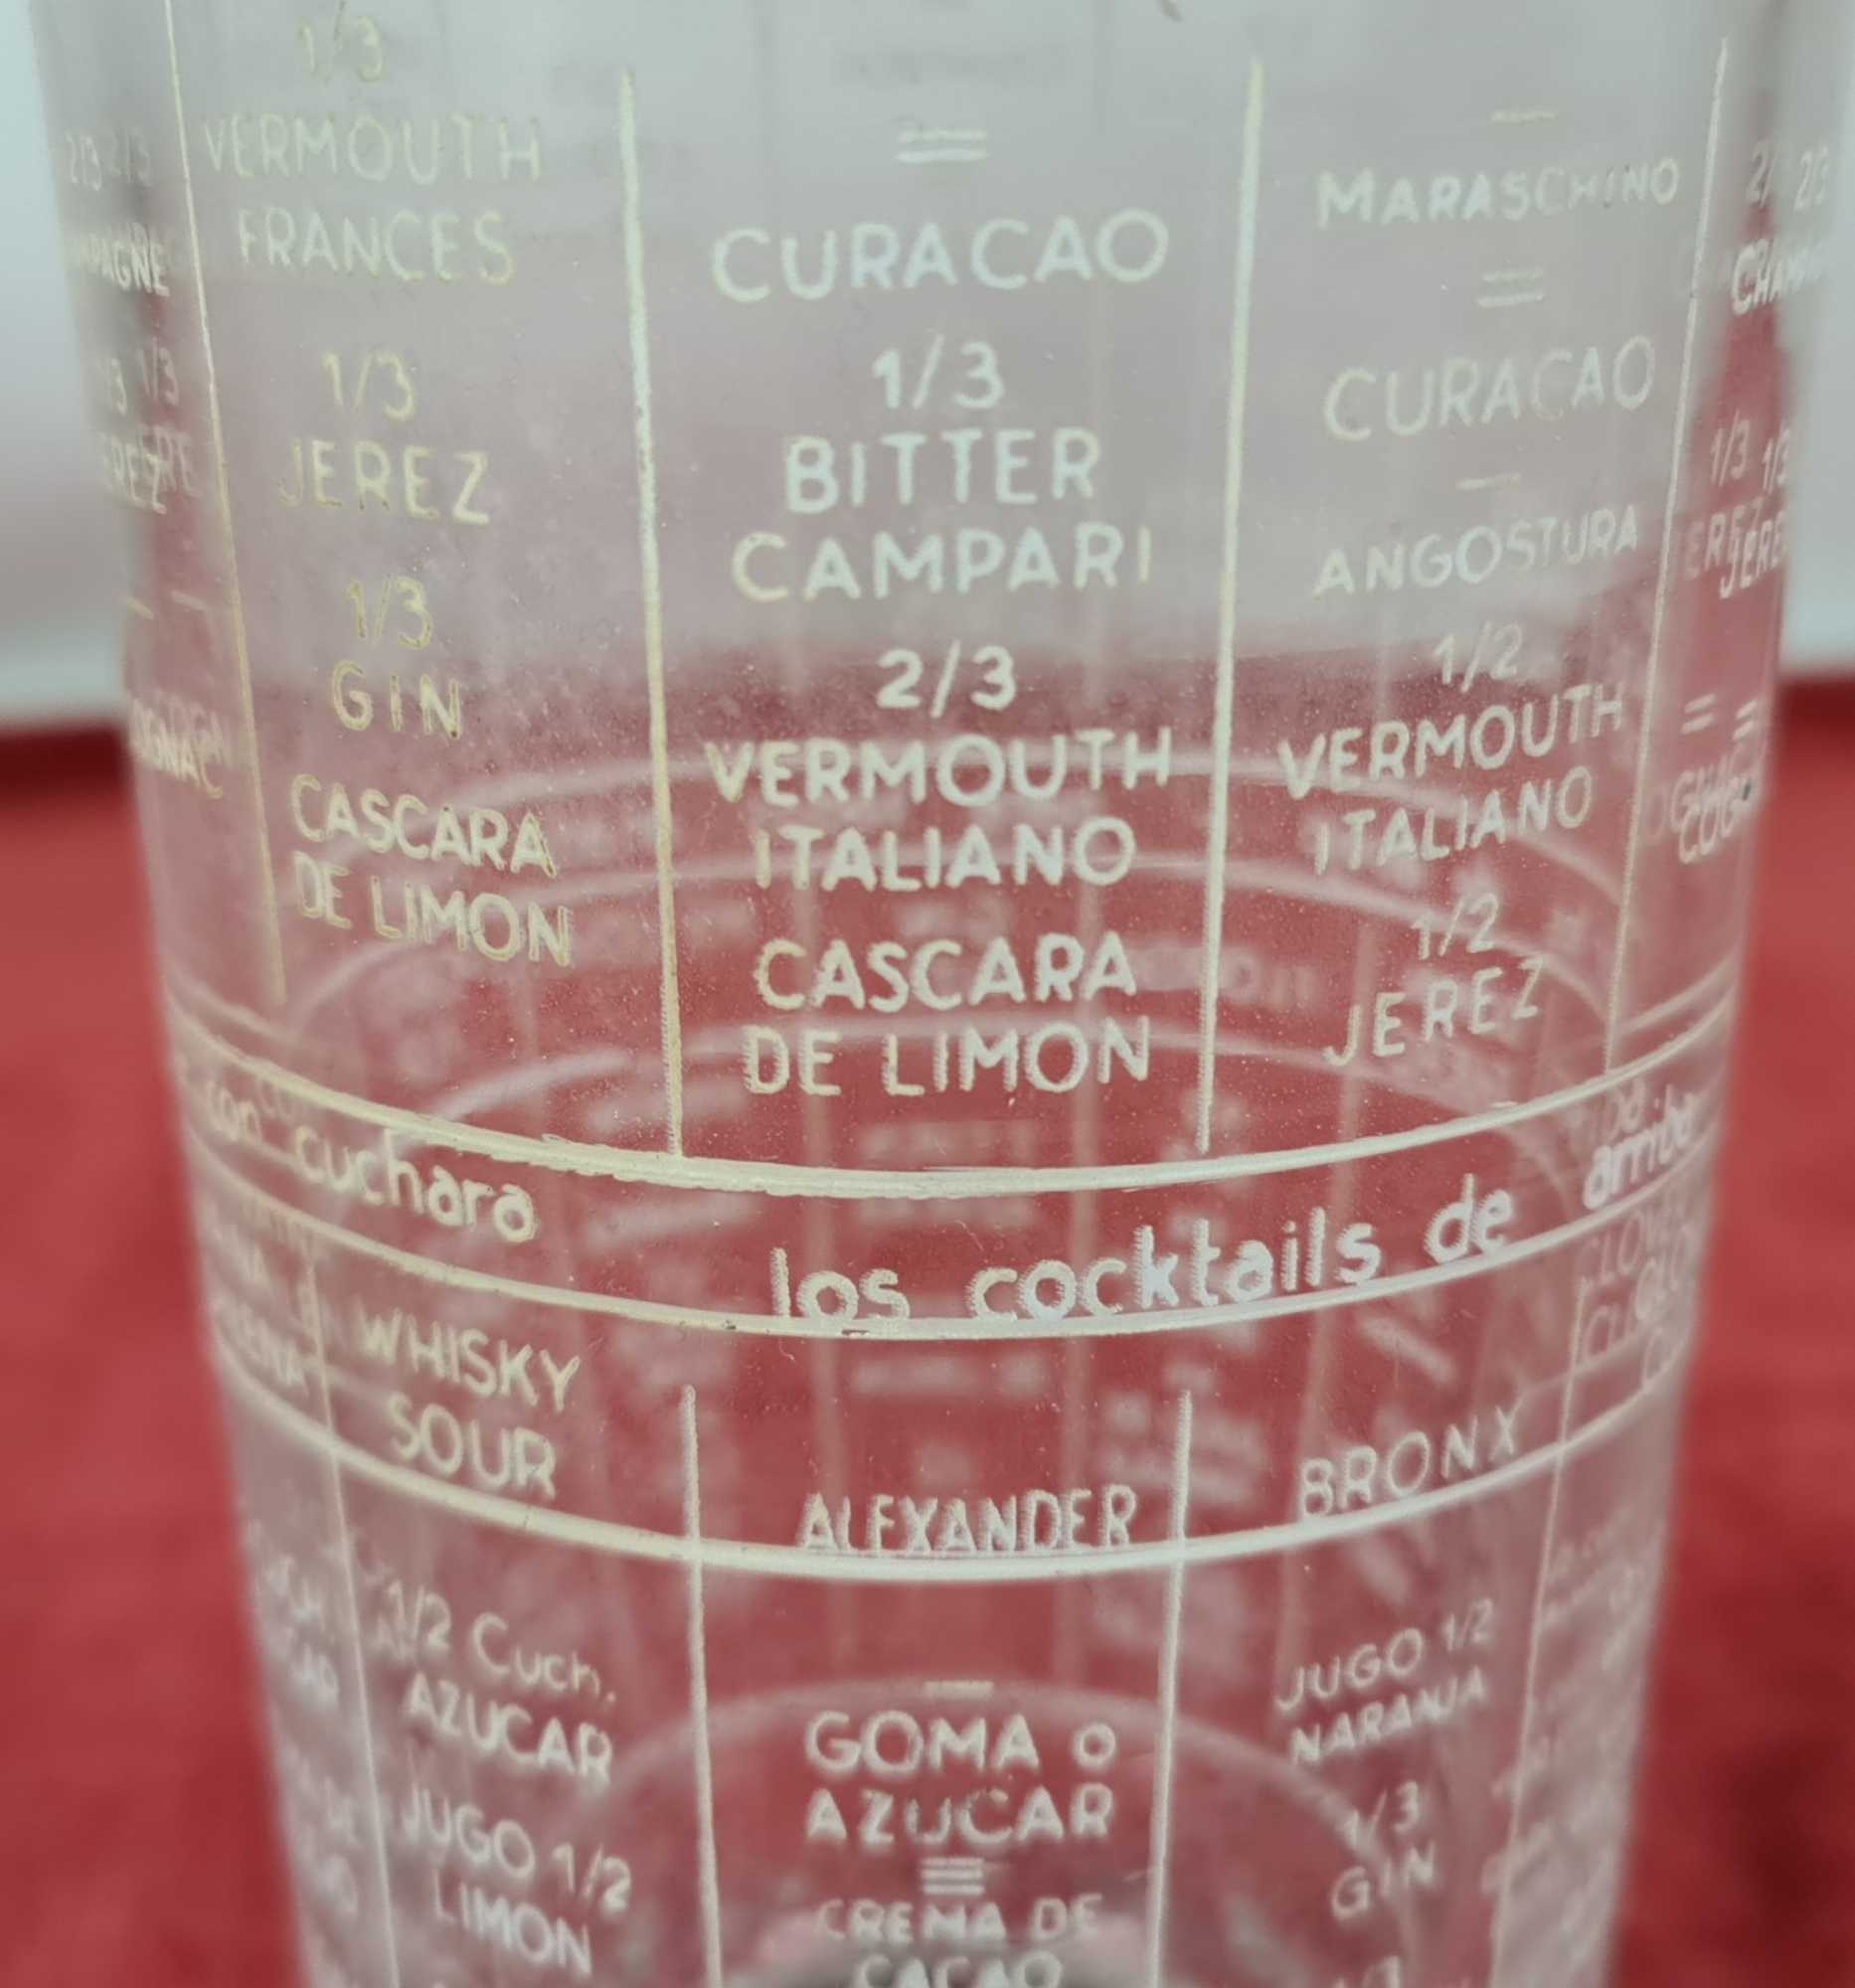 1/3
VERMOUTH
FRANCES
1/3
JEREZ
1/3
GIN
CASCARA
DE LIMON
=
CURACAO
1/3
BITTER
CAMPARI
2/3
VERMOUTH
ITALIANO
CASCARA
DE LIMON
–
MARASCHINO
=
CURACAO
–
ANGOSTURA
1/2
VERMOUTH
ITALIANO
1/2
JEREZ
con cuchara los cocktails de arriba
WHISKY
SOUR
1/2 Cuch.
AZUCAR
JUGO 1/2
LIMON
ALEXANDER
–
GOMA o
AZUCAR
≡
CREMA DE
CACAO
BRONX
JUGO 1/2
NARANJA
1/3
GIN